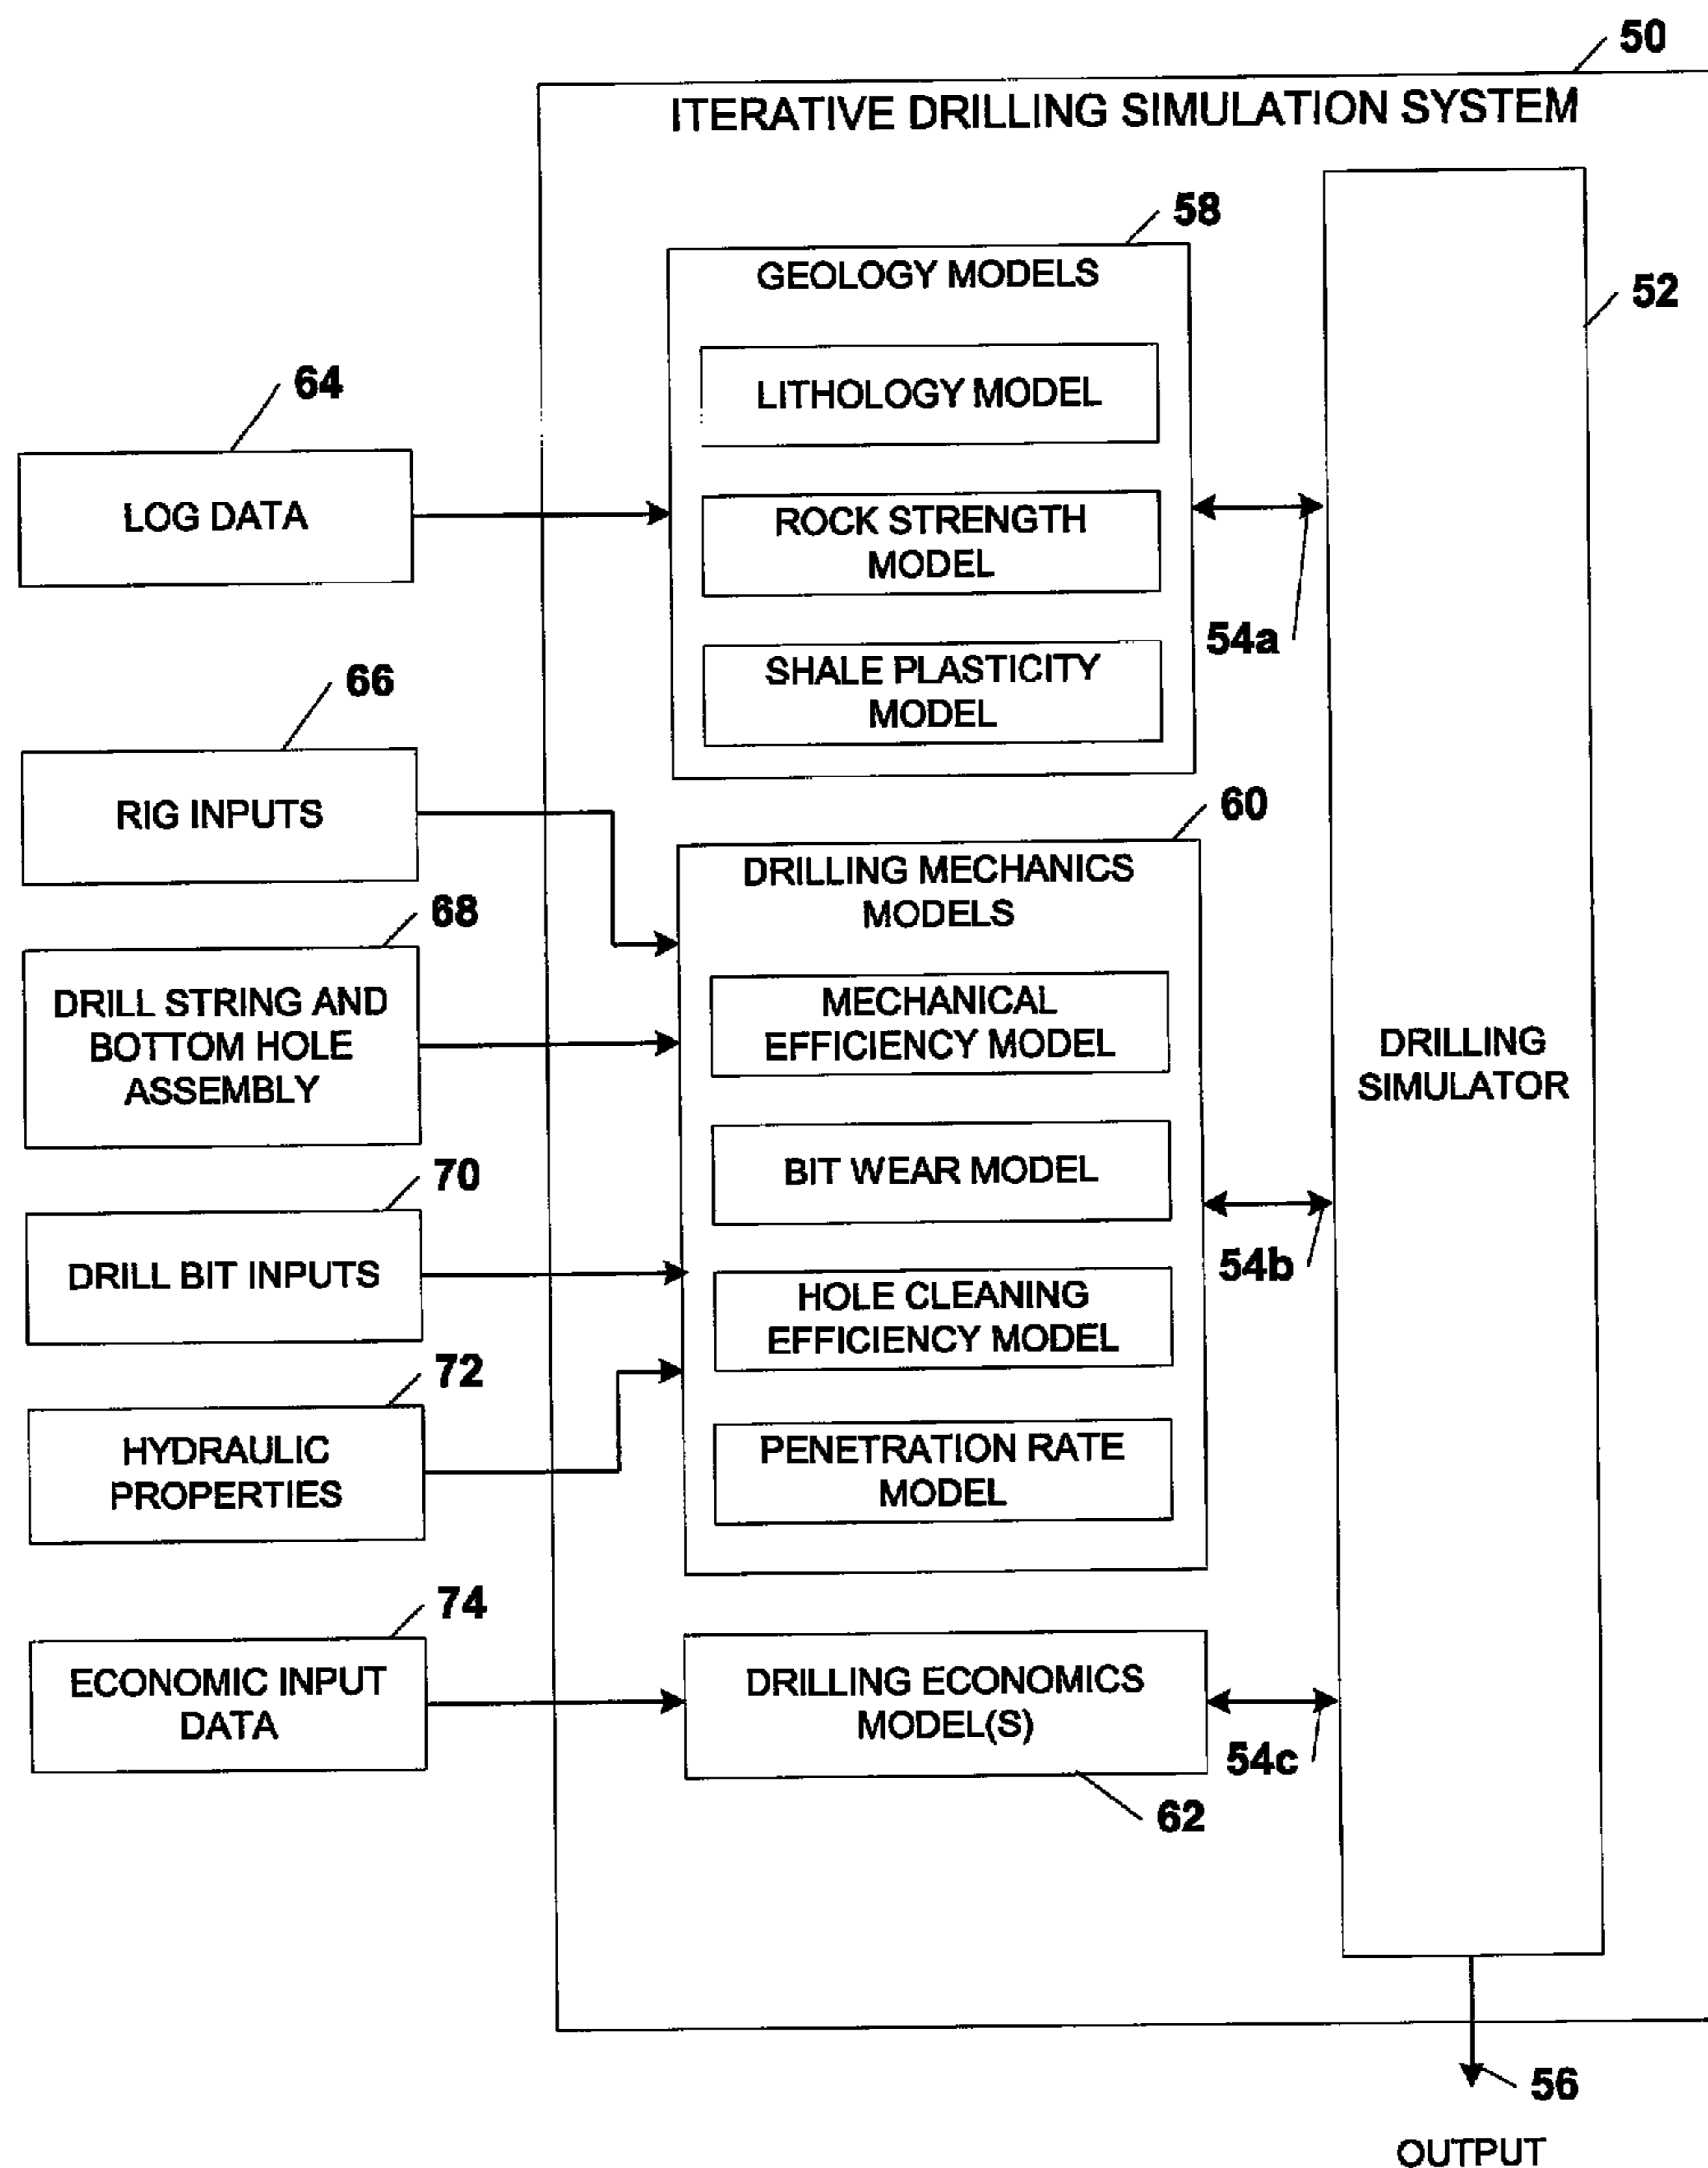 50
ITERATIVE DRILLING SIMULATION SYSTEM
58
GEOLOGY MODELS
52
LITHOLOGY MODEL
64
LOG DATA
ROCK STRENGTH
MODEL
54a
SHALE PLASTICITY
MODEL
66
RIG INPUTS
60
DRILLING MECHANICS
MODELS
68
DRILL STRING AND
BOTTOM HOLE
ASSEMBLY
MECHANICAL
EFFICIENCY MODEL
DRILLING
SIMULATOR
BIT WEAR MODEL
70
DRILL BIT INPUTS
54b
HOLE CLEANING
EFFICIENCY MODEL
72
HYDRAULIC
PROPERTIES
PENETRATION RATE
MODEL
74
ECONOMIC INPUT
DATA
DRILLING ECONOMICS
MODEL(S)
54c
62
56
OUTPUT